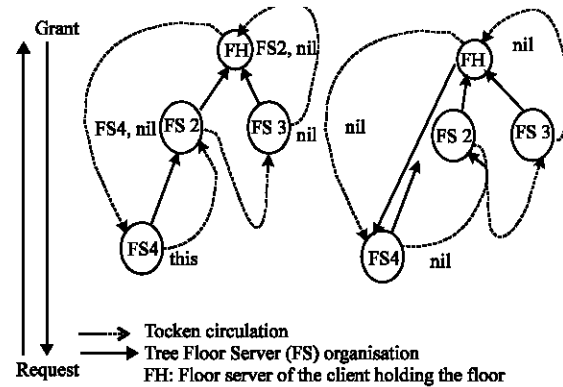 Grant
FH
FS2, nil
nil
FH
FS4, nil
FS 2
FS 3
nil
nil
FS 2
FS 3
FS4
this
FS4
nil
Tocken circulation
Request
Tree Floor Server (FS) organisation
FH: Floor server of the client holding the floor